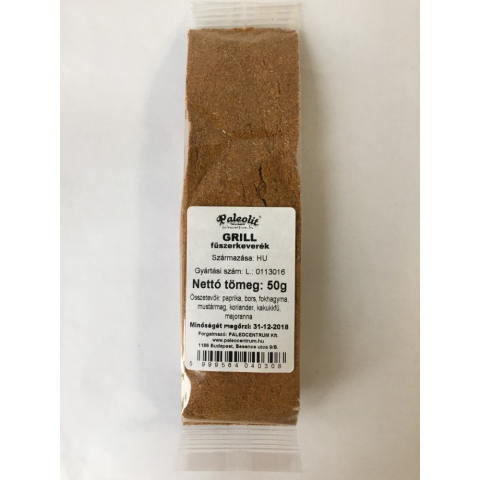 Paleolit
paleocentrum.hu
GRILL
fűszerkeverék
Származása: HU
Gyártási szám: L.: 0113016
Nettó tömeg: 50g
Összetevők: paprika, bors, fokhagyma,
mustármag, koriander, kakukkfű,
majoranna
Minőségét megőrzi: 31-12-2018
Forgalmazó: PALEOCENTRUM Kft.
www.paleocentrum.hu
1186 Budapest, Besence utca 9/B.
5 999564 040308